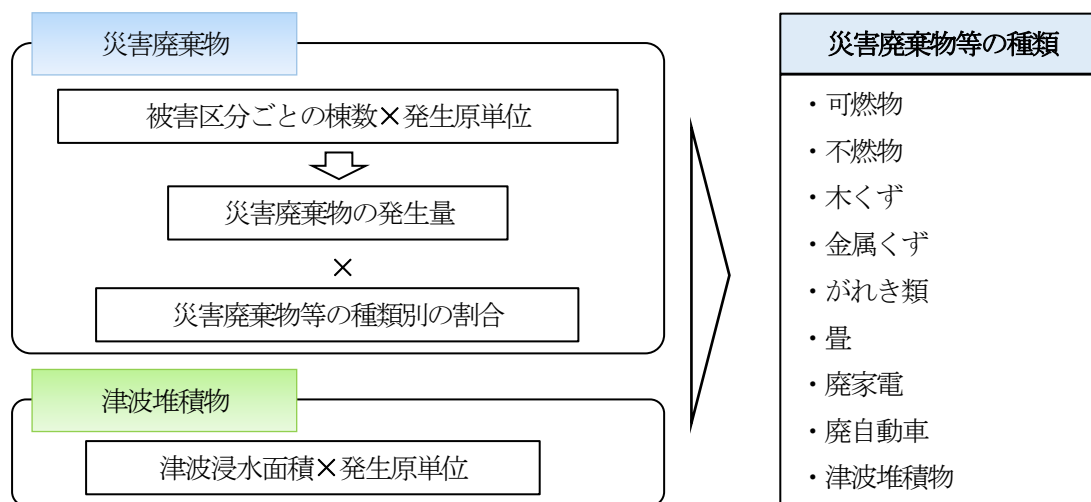 災害廃棄物
被害区分ごとの棟数×発生原単位
災害廃棄物の発生量
×
災害廃棄物等の種類別の割合
津波堆積物
津波浸水面積×発生原単位
災害廃棄物等の種類
・可燃物
・不燃物
・木くず
・金属くず
・がれき類
・畳
・廃家電
・廃自動車
・津波堆積物